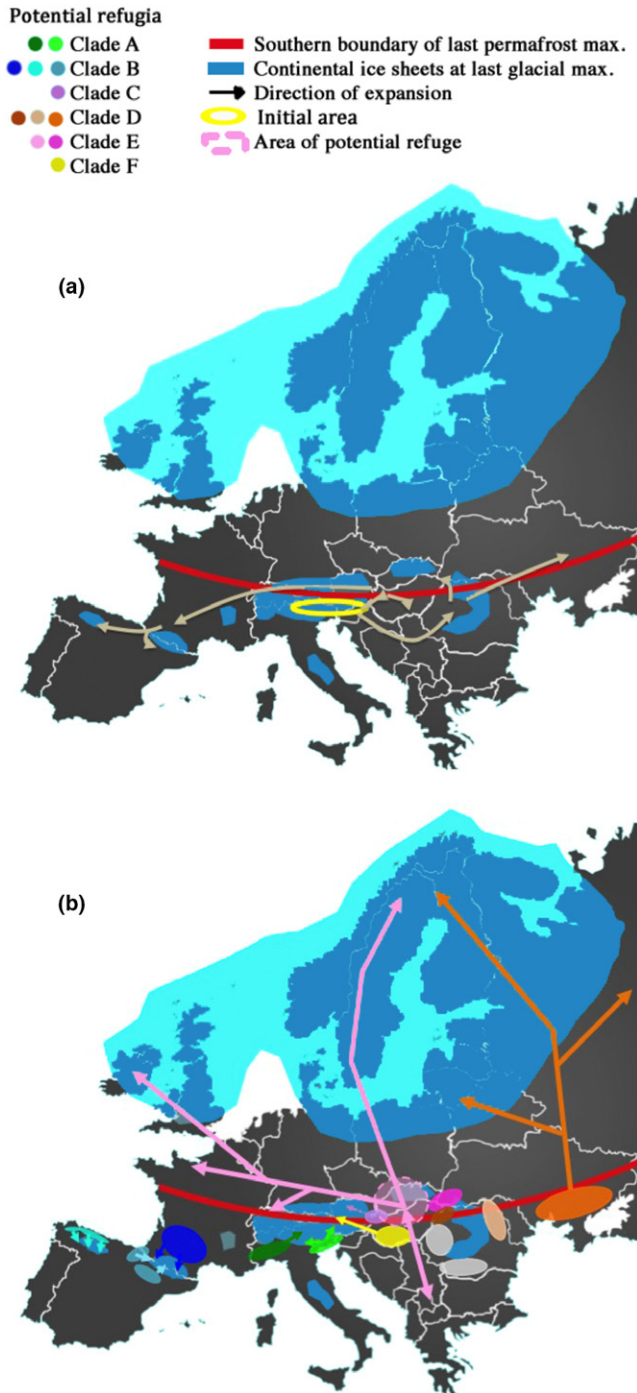 Potential refugia
Clade A
Clade B
Clade C
Clade D
Clade E
Clade F
Southern boundary of last permafrost max.
Continental ice sheets at last glacial max.
Direction of expansion
Initial area
Area of potential refuge
(a)
(b)